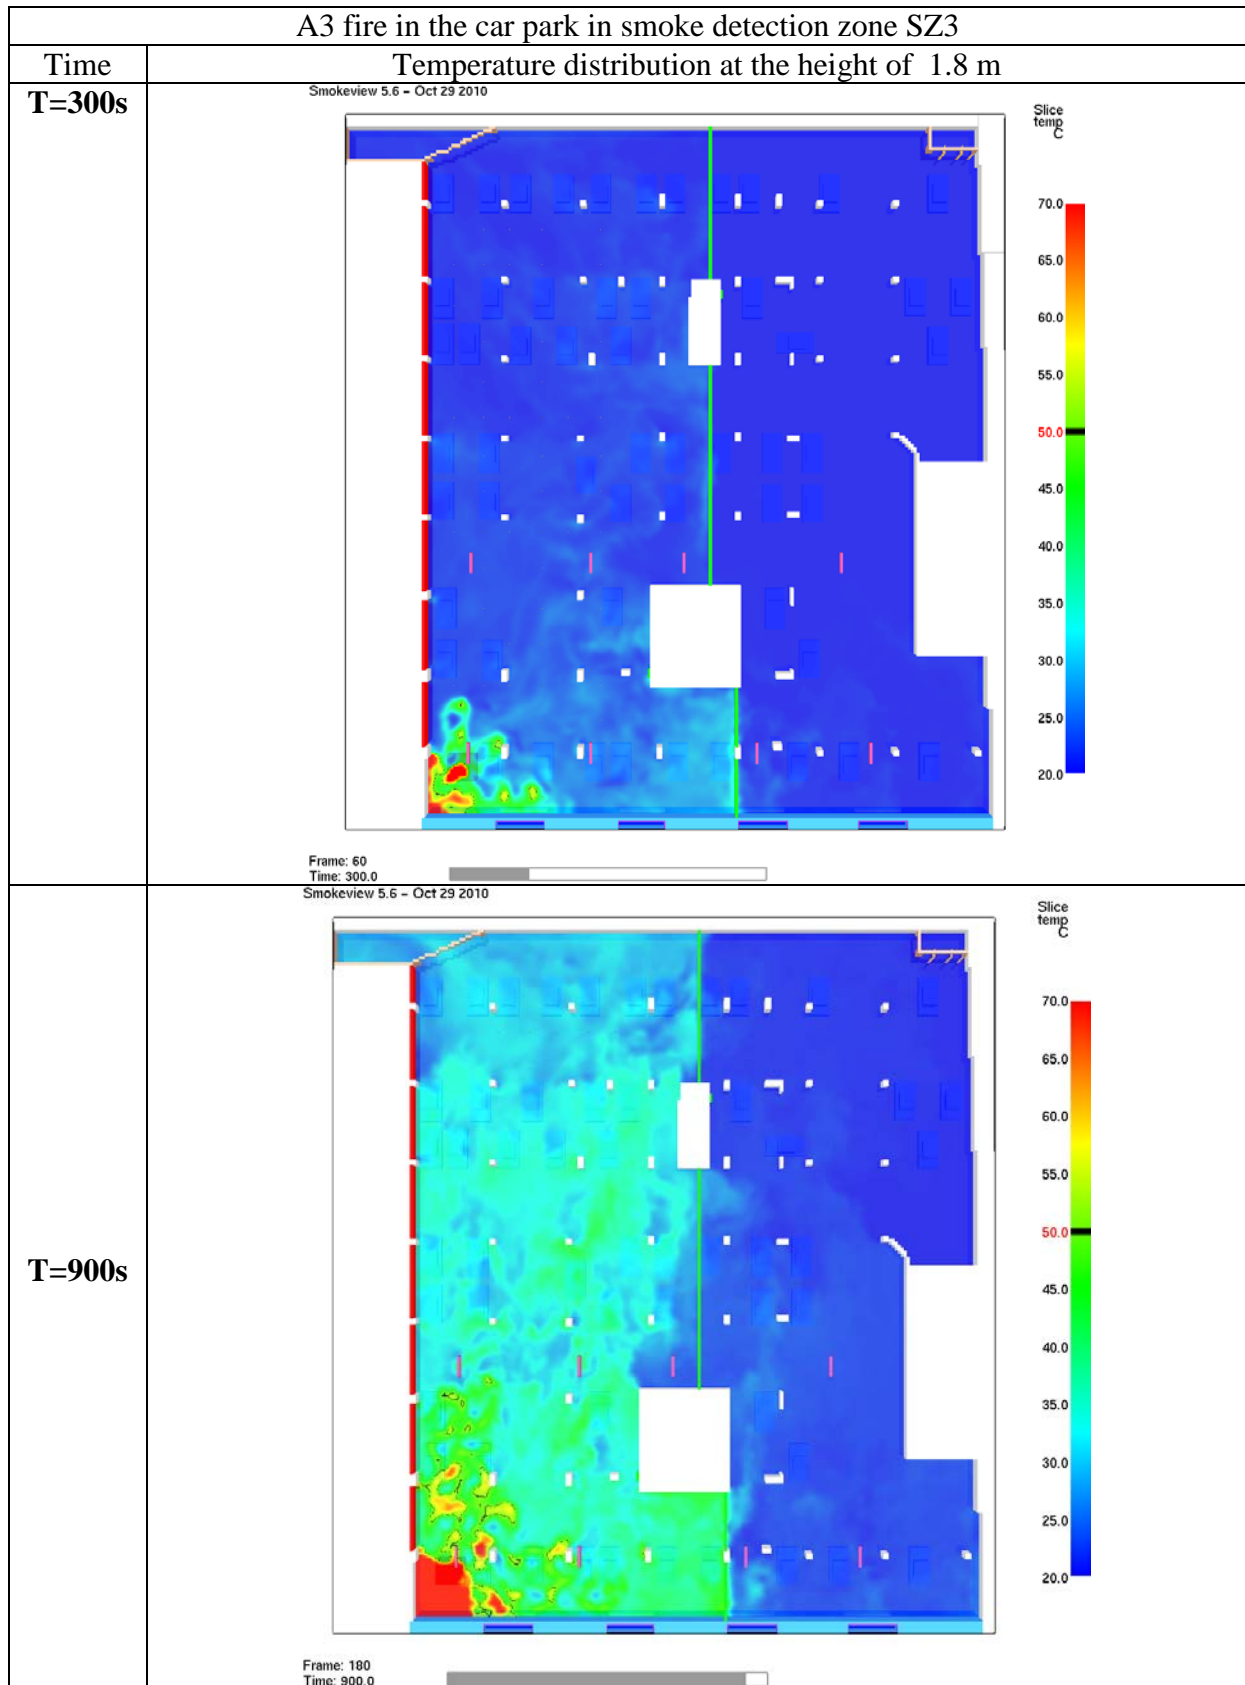 A3 fire in the car park in smoke detection zone SZ3
Time
Temperature distribution at the height of 1.8 m
T=300s
Smokeview 5.6 - Oct 29 2010
Slice
temp
C
70.0
65.0
60.0
55.0
50.0
45.0
40.0
35.0
30.0
25.0
20.0
Frame: 60
Time: 300.0
T=900s
Smokeview 5.6 - Oct 29 2010
Slice
temp
C
70.0
65.0
60.0
55.0
50.0
45.0
40.0
35.0
30.0
25.0
20.0
Frame: 180
Time: 900.0